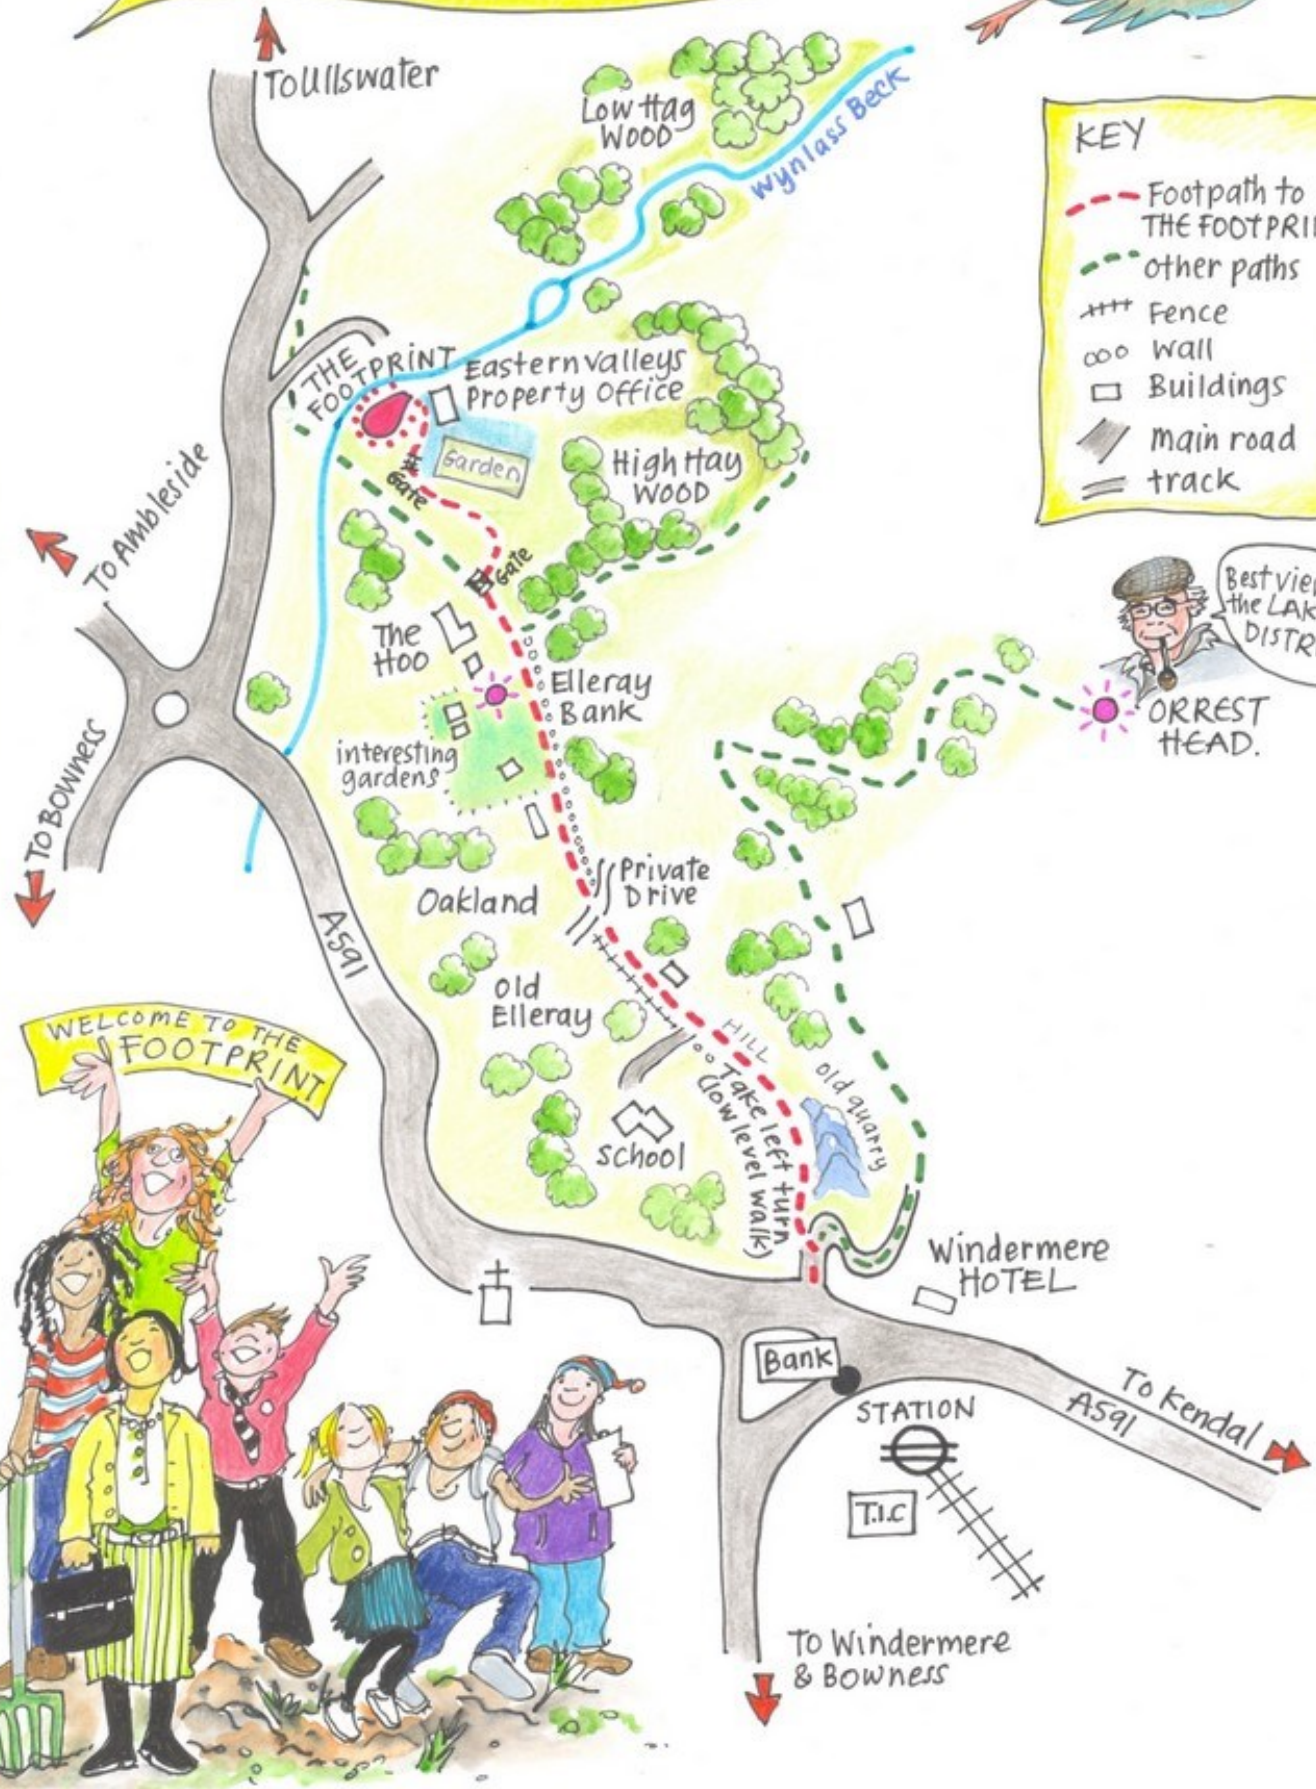 To Ullswater
Low Hag
WOOD
Wynlass Beck
KEY
Footpath to
THE FOOTPRI
other paths
Fence
wall
Buildings
main road
track
THE
FOOTPRINT
Eastern Valleys
Property Office
Garden
Gate
High Hay
WOOD
To Ambleside
Gate
Best vie
the LAK
DISTR
The
HOO
Elleray
Bank
ORREST
HEAD.
interesting
gardens
TO BOWNESS
Private
Drive
Oakland
A591
Old
Elleray
WELCOME TO THE
FOOTPRINT
HILL
Take left turn
(low level walk)
Old quarry
School
Windermere
HOTEL
Bank
STATION
To Kendal
A591
T.I.C
To Windermere
& BOWNESS